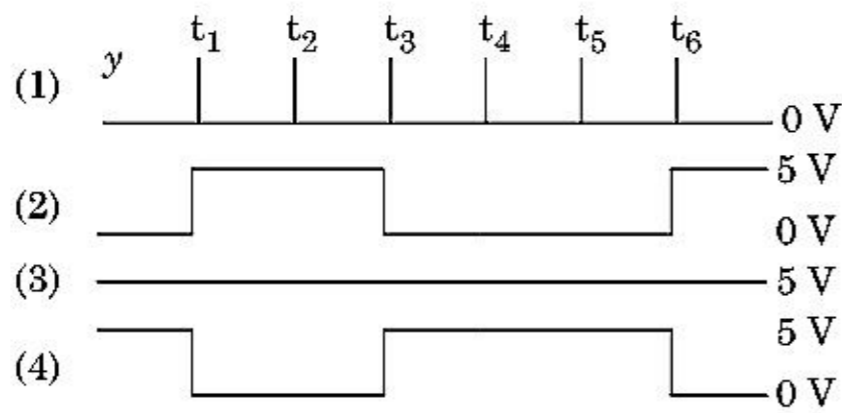 t₁ t₂ t₃ t₄ t₅ t₆
y
(1)
0 V
5 V
(2)
0 V
(3) 5 V
5 V
(4)
0 V